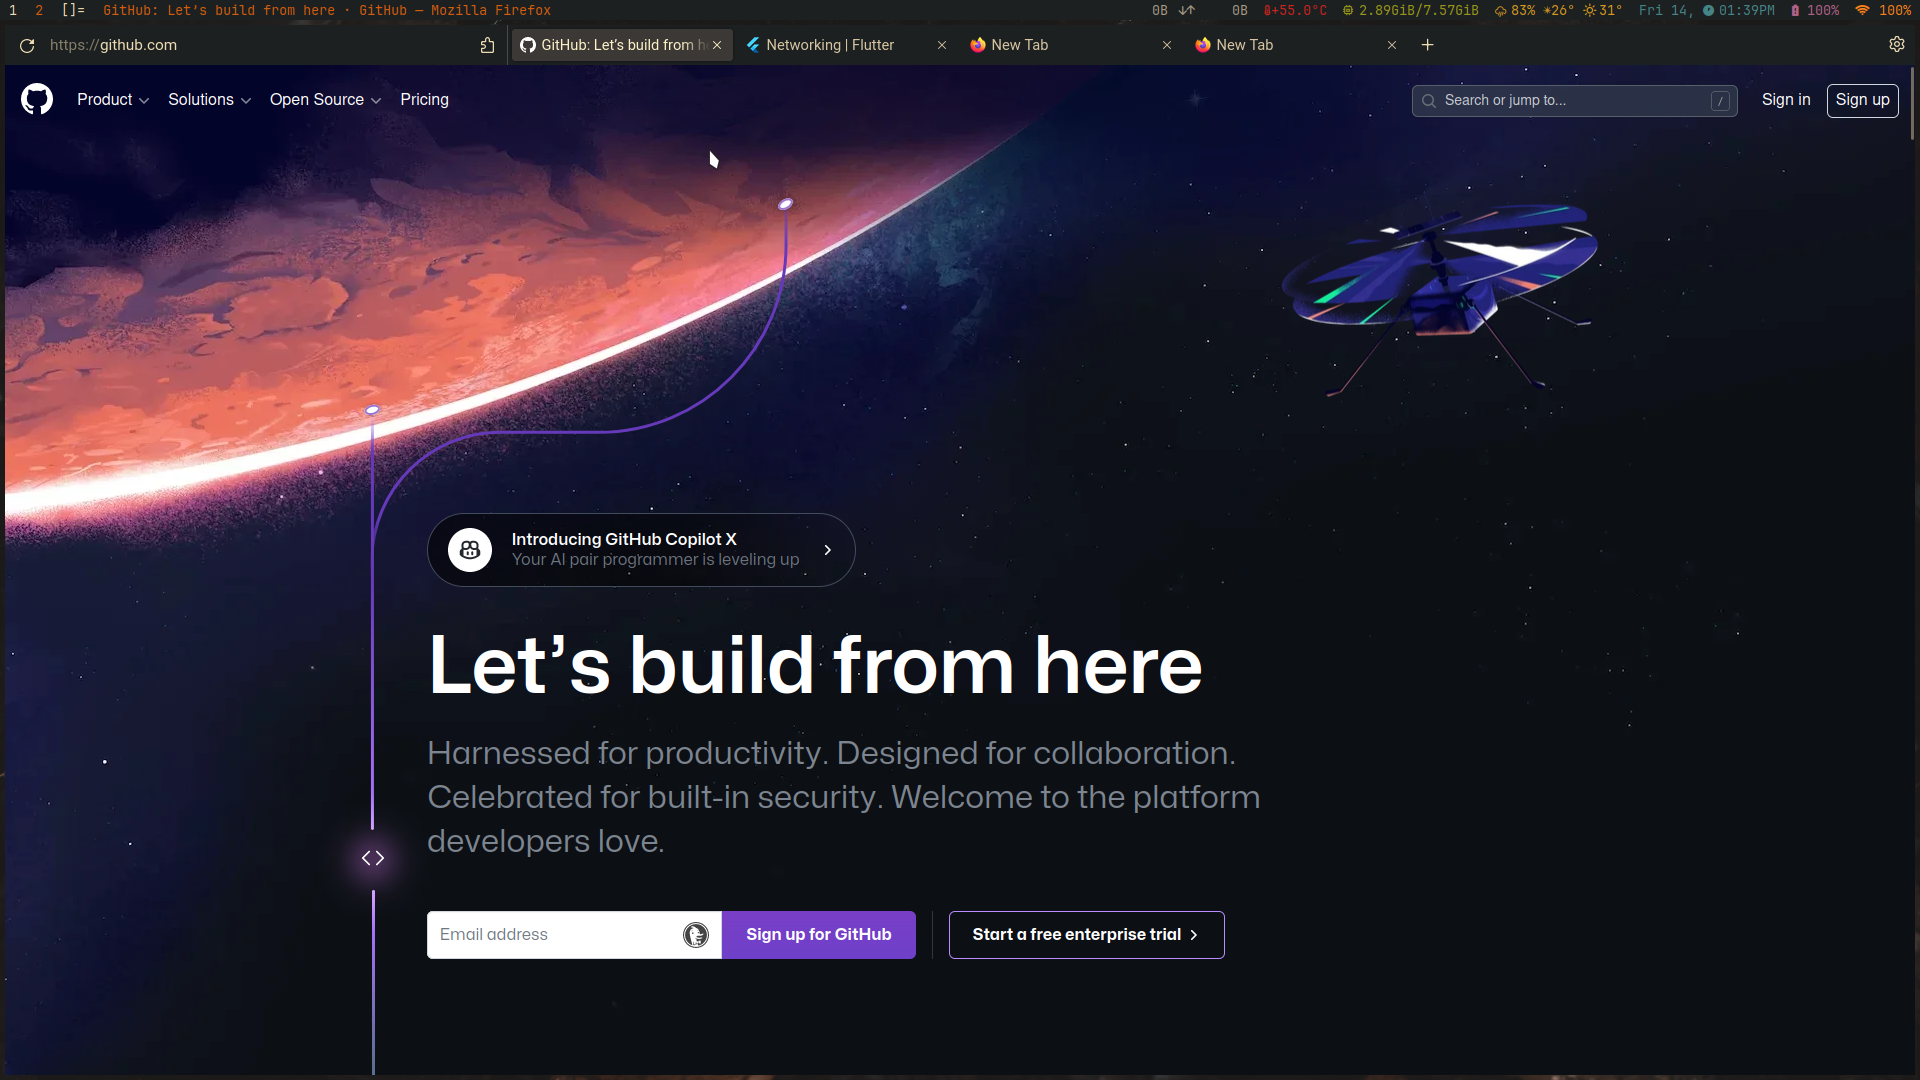 1 2 []= GitHub: Let's build from here · GitHub — Mozilla Firefox 0B 0B +55.0°C 2.89GiB/7.57GiB 83% 26° 31° Fri 14, 01:39PM 100% 100%
https://github.com GitHub: Let's build from Networking | Flutter New Tab New Tab
Product Solutions Open Source Pricing Search or jump to... / Sign in Sign up
Introducing GitHub Copilot X
Your AI pair programmer is leveling up
Let's build from here
Harnessed for productivity. Designed for collaboration.
Celebrated for built-in security. Welcome to the platform
developers love.
Email address Sign up for GitHub Start a free enterprise trial